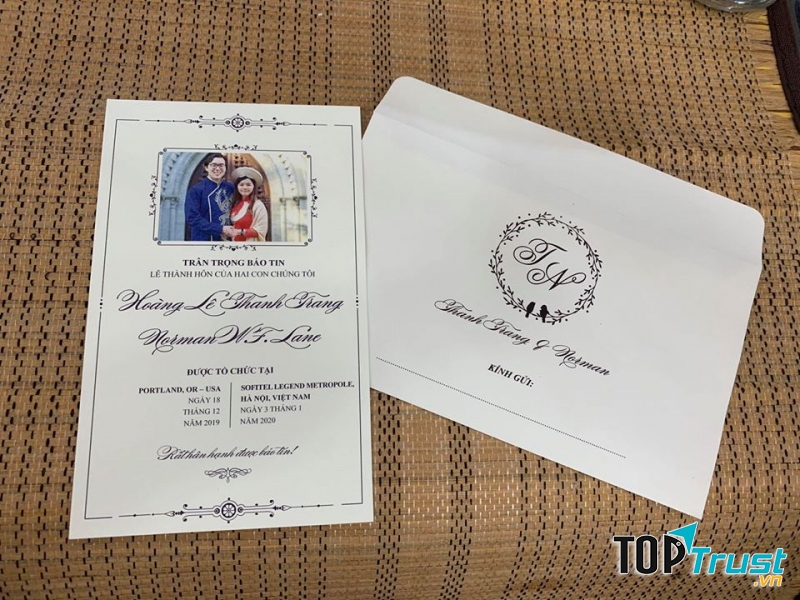 TRÂN TRỌNG BÁO TIN
LỄ THÀNH HÔN CỦA HAI CON CHÚNG TÔI
Hoàng Lê Thanh Trang
Norman W.F. Lane
ĐƯỢC TỔ CHỨC TẠI
PORTLAND, OR – USA
NGÀY 18
THÁNG 12
NĂM 2019
SOFITEL LEGEND METROPOLE,
HÀ NỘI, VIỆT NAM
NGÀY 3 THÁNG 1
NĂM 2020
Rất hân hạnh được báo tin!
TN
Thanh Trang & Norman
KÍNH GỬI:
TOPTrust.vn